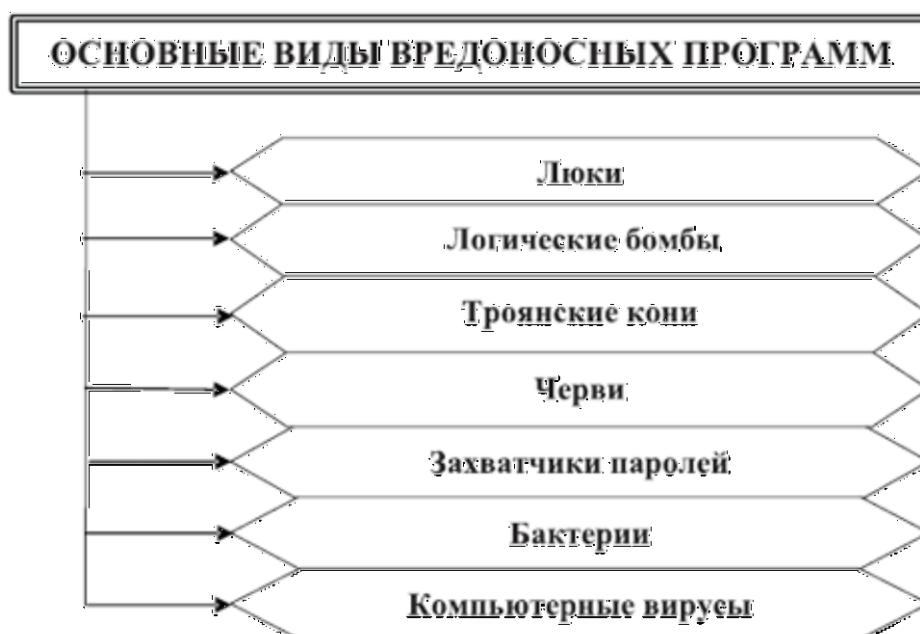 ОСНОВНЫЕ ВИДЫ ВРЕДОНОСНЫХ ПРОГРАММ
Люки
Логические бомбы
Троянские кони
Черви
Захватчики паролей
Бактерии
Компьютерные вирусы